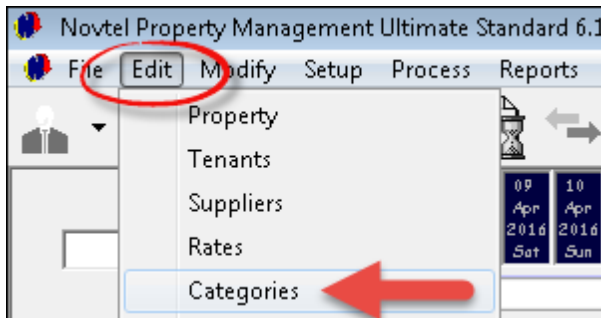 Novtel Property Management Ultimate Standard 6.1
File Edit Modify Setup Process Reports
Property
Tenants
Suppliers
Rates
Categories
09 10
Apr Apr
2016 2016
Sat Sun